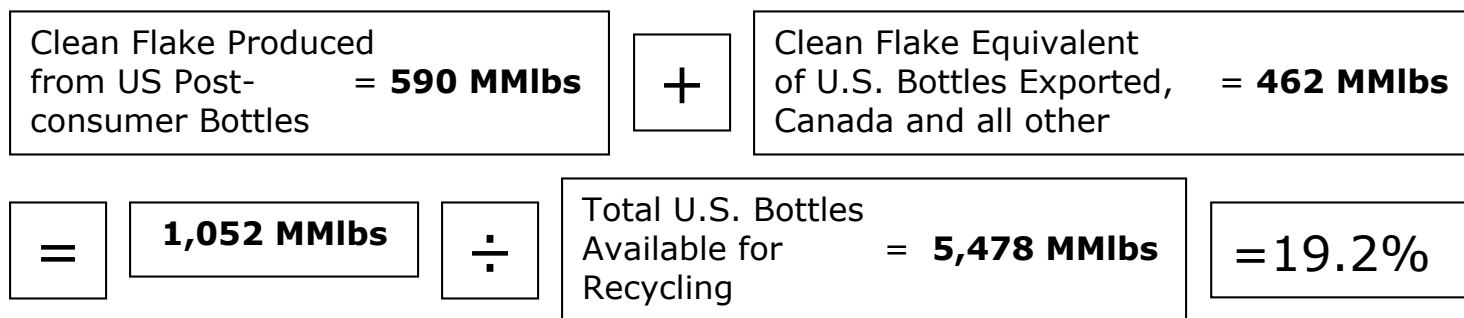 Clean Flake Produced
from US Post- = 590 MMlbs
consumer Bottles
+
Clean Flake Equivalent
of U.S. Bottles Exported, = 462 MMlbs
Canada and all other
=
1,052 MMlbs
÷
Total U.S. Bottles
Available for = 5,478 MMlbs
Recycling
=19.2%